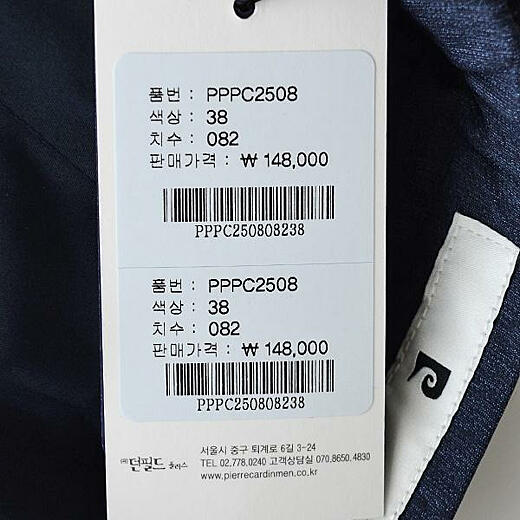 품번 : PPPC2508
색상 : 38
치수 : 082
판매가격 : ₩ 148,000
PPPC250808238
품번 : PPPC2508
색상 : 38
치수 : 082
판매가격 : ₩ 148,000
PPPC250808238
㈜던필드 플러스
서울시 중구 퇴계로 6길 3-24
TEL 02.778.0240 고객상담실 070.8650.4830
www.pierrecardinmen.co.kr